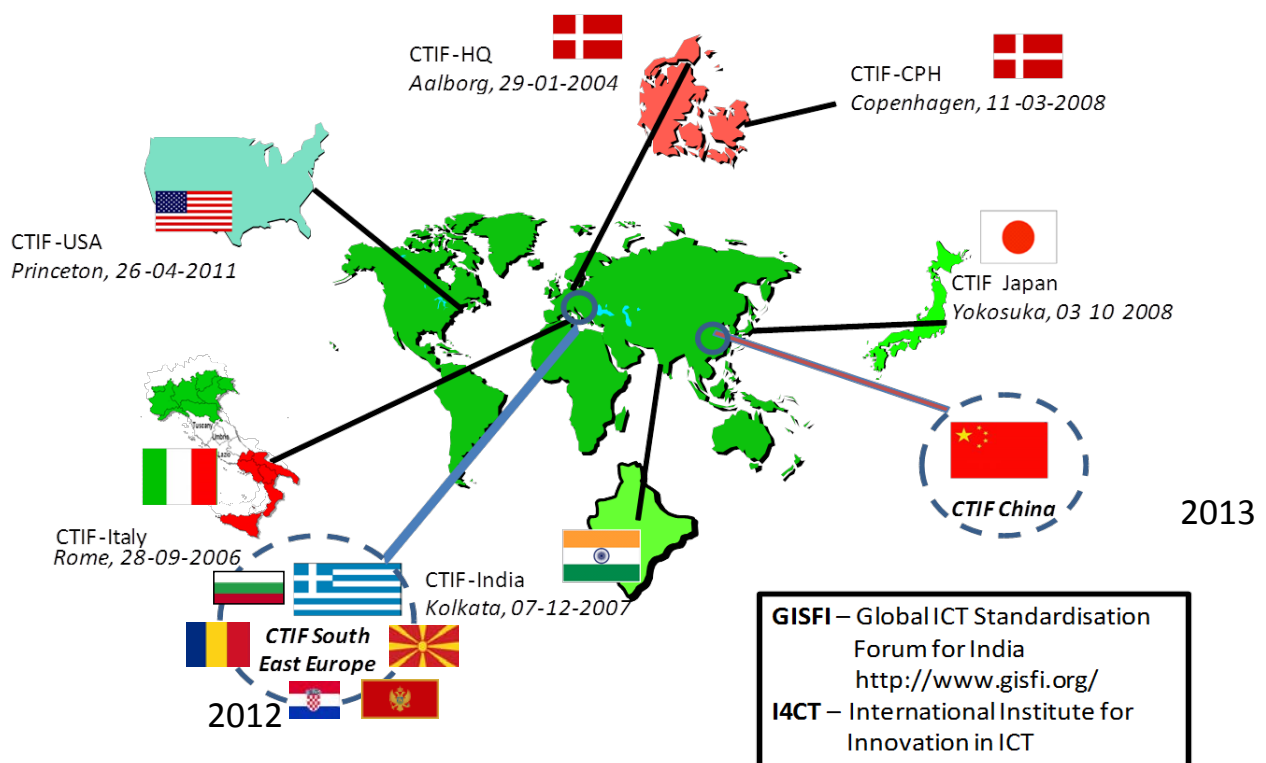 CTIF-HQ
Aalborg, 29-01-2004
CTIF-CPH
Copenhagen, 11-03-2008
CTIF-USA
Princeton, 26-04-2011
CTIF Japan
Yokosuka, 03 10 2008
Tuscany
Umbria
Lazio
CTIF-Italy
Rome, 28-09-2006
CTIF China
2013
CTIF-India
Kolkata, 07-12-2007
CTIF South
East Europe
2012
GISFI – Global ICT Standardisation
Forum for India
http://www.gisfi.org/
I4CT – International Institute for
Innovation in ICT